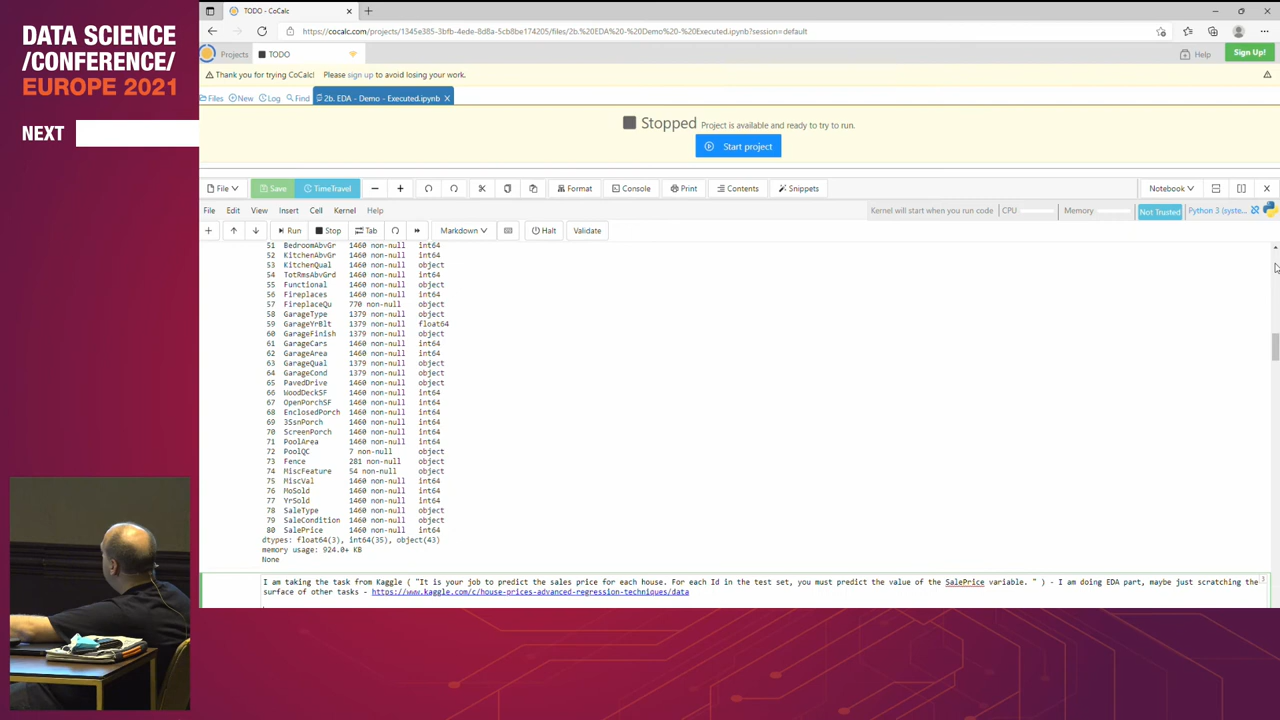 DATA SCIENCE
/CONFERENCE/
EUROPE 2021
NEXT
TODO - CoCalc
https://cocalc.com/projects/1345e385-3bfb-4ede-8d8a-5cb8be174205/files/2b.%20EDA%20-%20Demo%20-%20Executed.ipynb?session=default
Projects TODO Help Sign Up!
Thank you for trying CoCalc! Please sign up to avoid losing your work.
Files New Log Find 2b. EDA - Demo - Executed.ipynb
Stopped Project is available and ready to try to run.
Start project
File Save TimeTravel Format Console Print Contents Snippets Notebook
File Edit View Insert Cell Kernel Help Kernel will start when you run code CPU Memory Not Trusted Python 3 (syste...
Run Stop Tab Markdown Halt Validate
51 BedroomAbvGr 1460 non-null int64
52 KitchenAbvGr 1460 non-null int64
53 KitchenQual 1460 non-null object
54 TotRmsAbvGrd 1460 non-null int64
55 Functional 1460 non-null object
56 Fireplaces 1460 non-null int64
57 FireplaceQu 770 non-null object
58 GarageType 1379 non-null object
59 GarageYrBlt 1379 non-null float64
60 GarageFinish 1379 non-null object
61 GarageCars 1460 non-null int64
62 GarageArea 1460 non-null int64
63 GarageQual 1379 non-null object
64 GarageCond 1379 non-null object
65 PavedDrive 1460 non-null object
66 WoodDeckSF 1460 non-null int64
67 OpenPorchSF 1460 non-null int64
68 EnclosedPorch 1460 non-null int64
69 3SsnPorch 1460 non-null int64
70 ScreenPorch 1460 non-null int64
71 PoolArea 1460 non-null int64
72 PoolQC 7 non-null object
73 Fence 281 non-null object
74 MiscFeature 54 non-null object
75 MiscVal 1460 non-null int64
76 MoSold 1460 non-null int64
77 YrSold 1460 non-null int64
78 SaleType 1460 non-null object
79 SaleCondition 1460 non-null object
80 SalePrice 1460 non-null int64
dtypes: float64(3), int64(35), object(43)
memory usage: 924.0+ KB
None
I am taking the task from Kaggle ( "It is your job to predict the sales price for each house. For each Id in the test set, you must predict the value of the SalePrice variable. " ) - I am doing EDA part, maybe just scratching the 3
surface of other tasks - https://www.kaggle.com/c/house-prices-advanced-regression-techniques/data